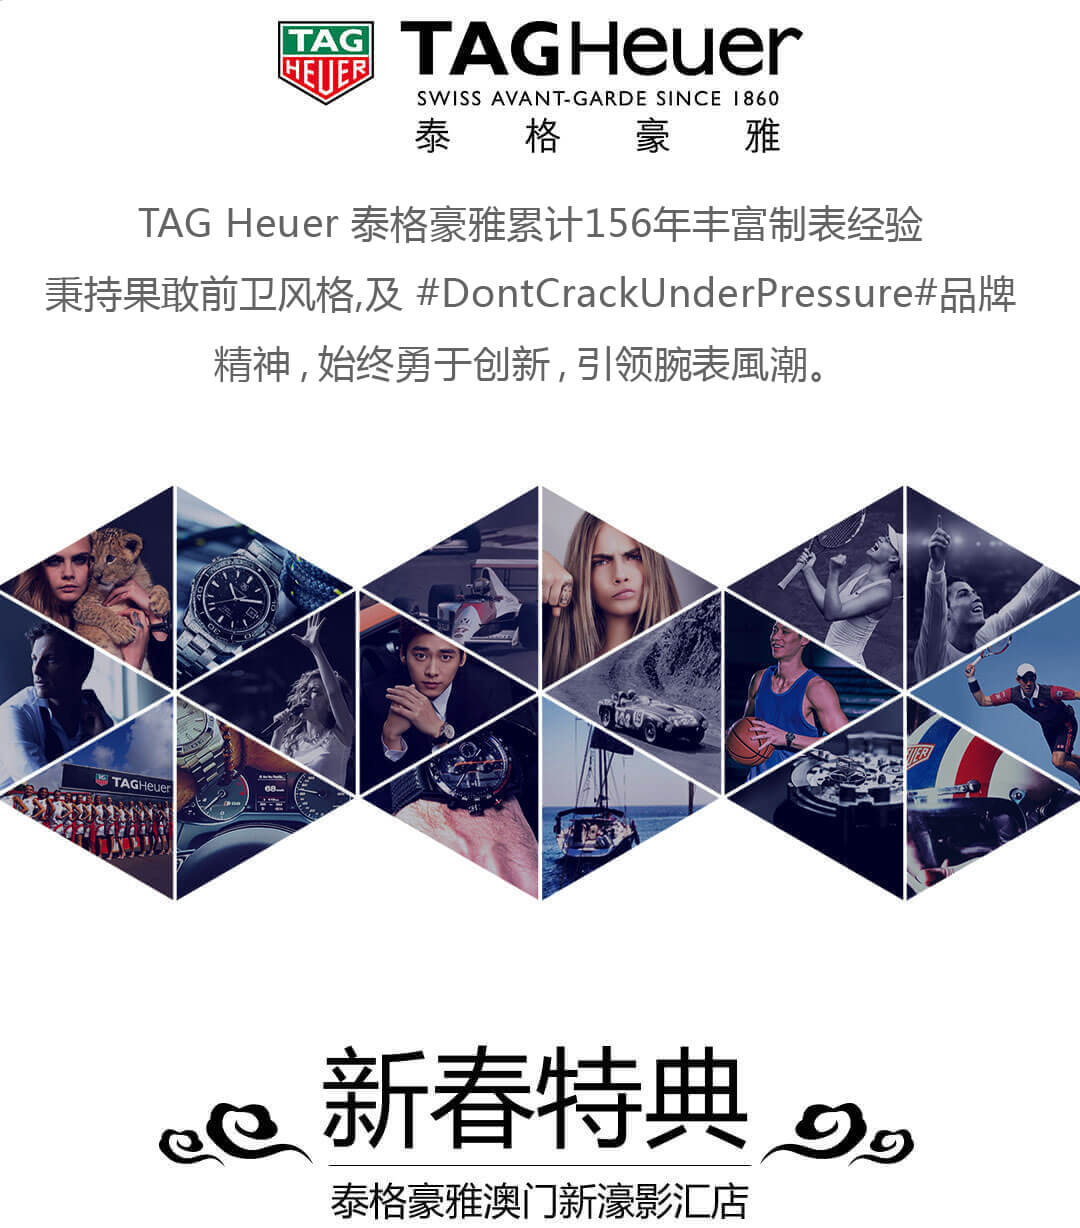 TAG
HEUER
TAGHeuer
SWISS AVANT-GARDE SINCE 1860
泰格豪雅
TAG Heuer 泰格豪雅累计156年丰富制表经验
秉持果敢前卫风格,及 #DontCrackUnderPressure#品牌
精神,始终勇于创新,引领腕表風潮。
TAGHeuer
新春特典
泰格豪雅澳门新濠影汇店